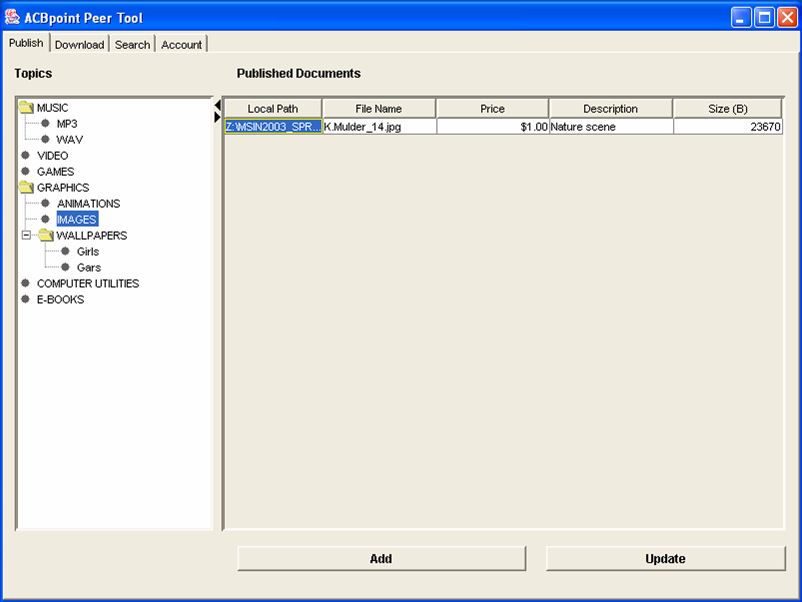 ACBpoint Peer Tool
Publish Download Search Account
Topics
Published Documents
MUSIC
MP3
WAV
VIDEO
GAMES
GRAPHICS
ANIMATIONS
IMAGES
WALLPAPERS
Girls
Gars
COMPUTER UTILITIES
E-BOOKS
Local Path File Name Price Description Size (B)
Z:\MSIN2003_SPR... K.Mulder_14.jpg $1.00 Nature scene 23670
Add Update